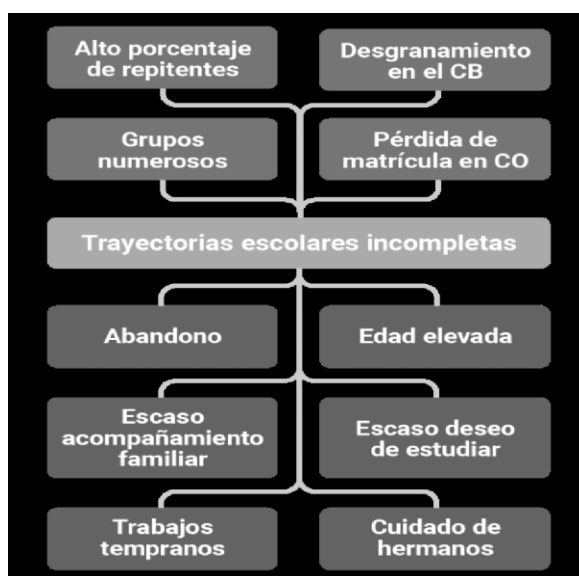 Alto porcentaje
de repitentes
Desgranamiento
en el CB
Grupos
numerosos
Pérdida de
matrícula en CO
Trayectorias escolares incompletas
Abandono
Edad elevada
Escaso
acompañamiento
familiar
Escaso deseo
de estudiar
Trabajos
tempranos
Cuidado de
hermanos